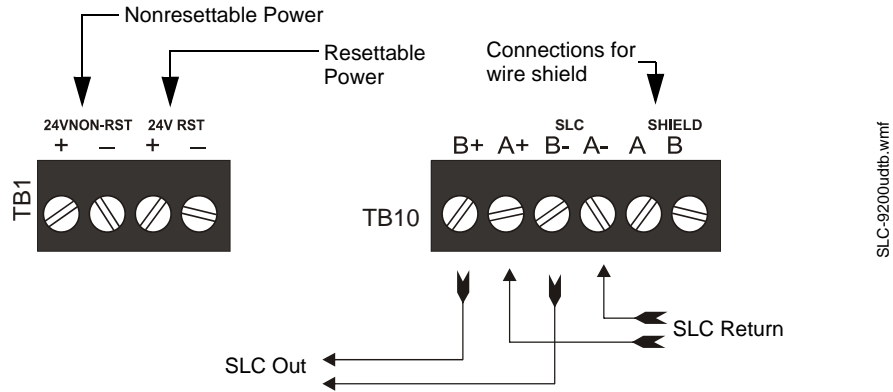 Nonresettable Power
Resettable
Power
Connections for
wire shield
24VNON-RST 24V RST
+ — + —
TB1
SLC SHIELD
B+ A+ B- A- A B
TB10
SLC Out
SLC Return
SLC-9200udtb.wmf